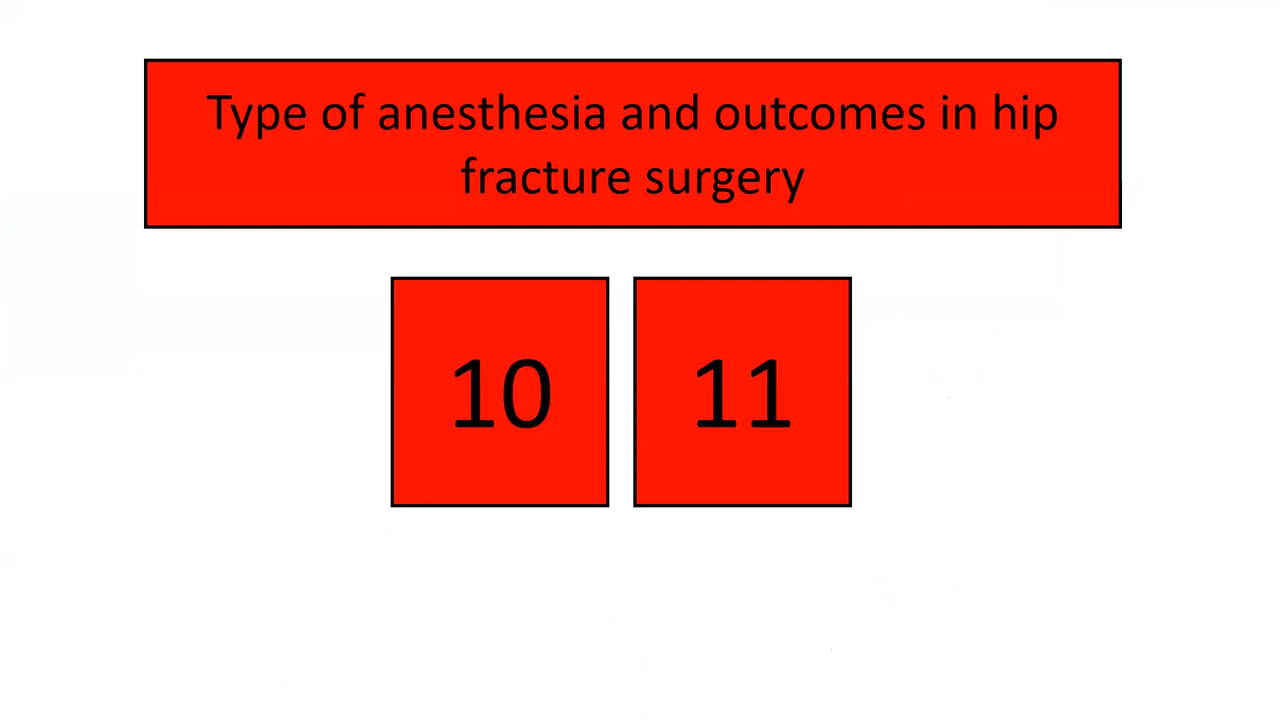 Type of anesthesia and outcomes in hip
fracture surgery
10
11